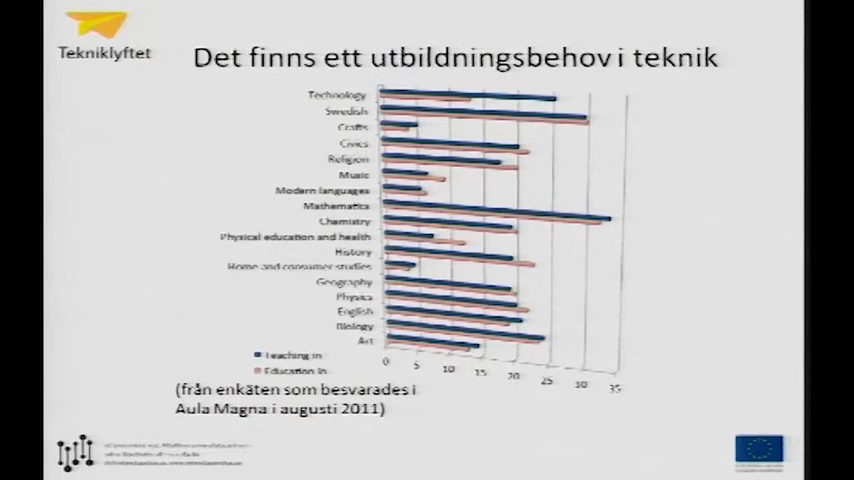 Tekniklyftet
Det finns ett utbildningsbehov i teknik
Technology
Swedish
Crafts
Civics
Religion
Music
Modern languages
Mathematics
Chemistry
Physical education and health
History
Home and consumer studies
Geography
Physics
English
Biology
Art
0 5 10 15 20 25 30 35
Teaching in
Education in
(från enkäten som besvarades i
Aula Magna i augusti 2011)